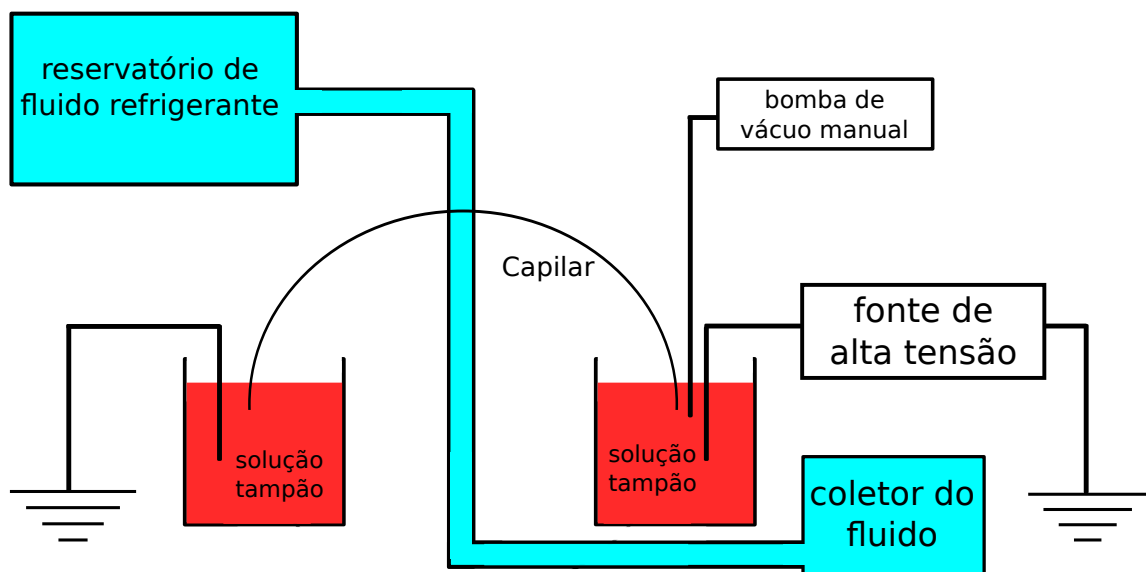 reservatório de
fluido refrigerante
bomba de
vácuo manual
Capilar
fonte de
alta tensão
solução
tampão
solução
tampão
coletor do
fluido